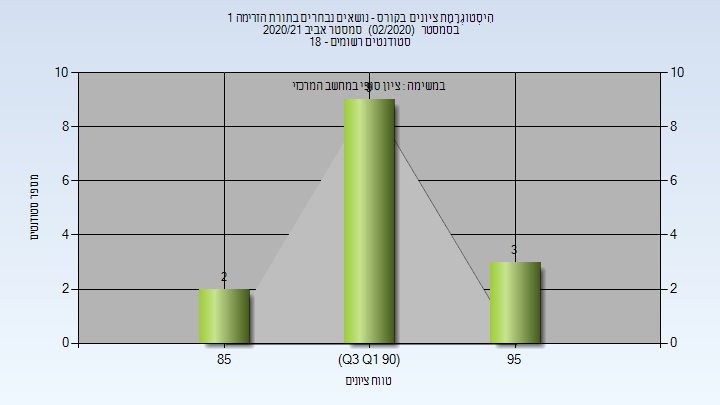 הִיסטוֹגְרָמַת ציונים בקורס - נושאים נבחרים בתורת הזרימה 1
בסמסטר (02/2020) סמסטר אביב 2020/21
סטודנטים רשומים - 18
במשימה : ציון סופי במחשב המרכזי
מספר סטודנטים
10
8
6
4
2
0
10
8
6
4
2
0
2
9
3
85
(Q3 Q1 90)
95
טווח ציונים